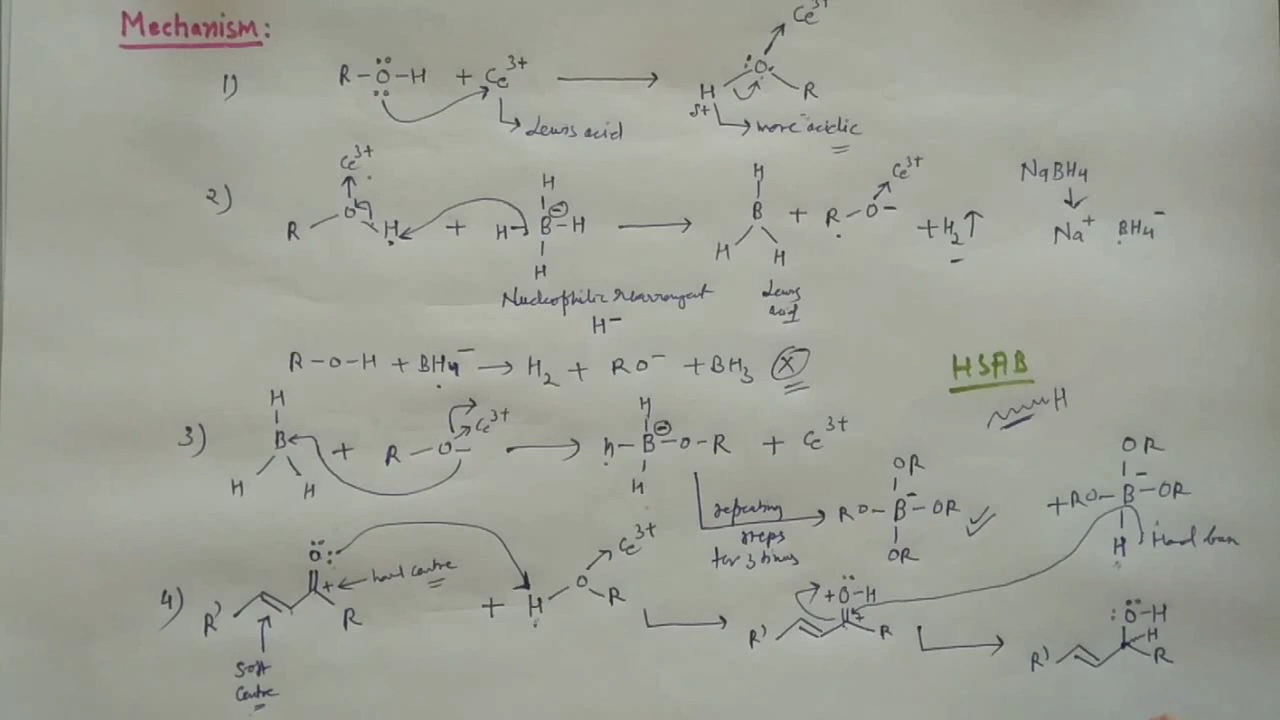 Mechanism:
1) R-Ö-H + Ce³⁺ ⟶ H O R Ce³⁺
δ+
Lewis acid
more acidic
2) R O H Ce³⁺ + H-B⊖-H H H ⟶ H B H H + R-O- Ce³⁺ + H₂↑
NaBH4
Na⁺ BH4⁻
Lewis
acid
H⁻
R-O-H + BH4⁻ → H₂ + RO⁻ + BH3 (X)
HSAB
H
3) H B H H + R-O- Ce³⁺ ⟶ H-B⊖-O-R H H + Ce³⁺
repeating
steps
for 3 times
OR
RO-B⁻-OR
OR
OR
+RO-B⁻-OR
H
Hard base
4) R' Ö: + R + H O R Ce³⁺
hard centre
Soft
Centre
R' +Ö-H + R
R' :Ö-H H R